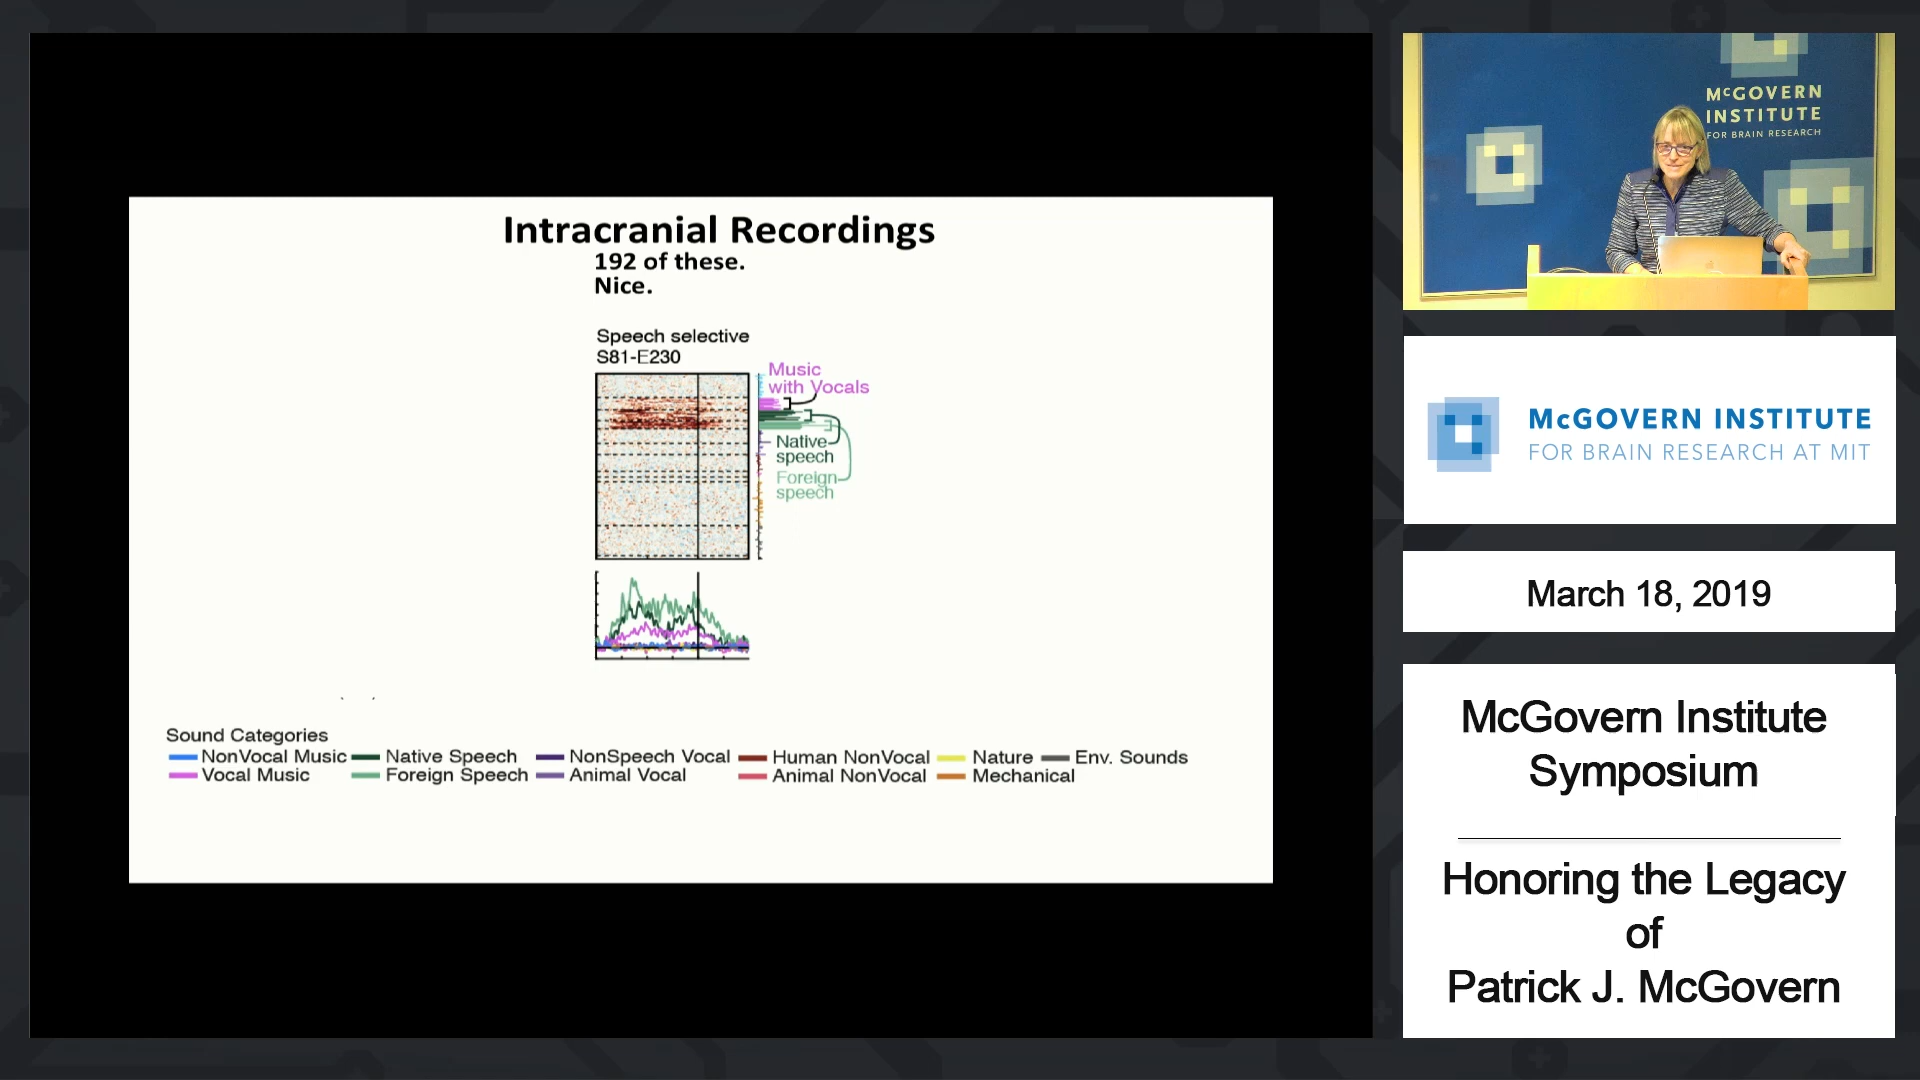 Intracranial Recordings
192 of these.
Nice.
Speech selective
S81-E230
Music
with Vocals
Native
speech
Foreign
speech
Sound Categories
NonVocal Music Native Speech NonSpeech Vocal Human NonVocal Nature Env. Sounds
Vocal Music Foreign Speech Animal Vocal Animal NonVocal Mechanical
McGOVERN
INSTITUTE
FOR BRAIN RESEARCH
McGOVERN INSTITUTE
FOR BRAIN RESEARCH AT MIT
March 18, 2019
McGovern Institute
Symposium
Honoring the Legacy
of
Patrick J. McGovern